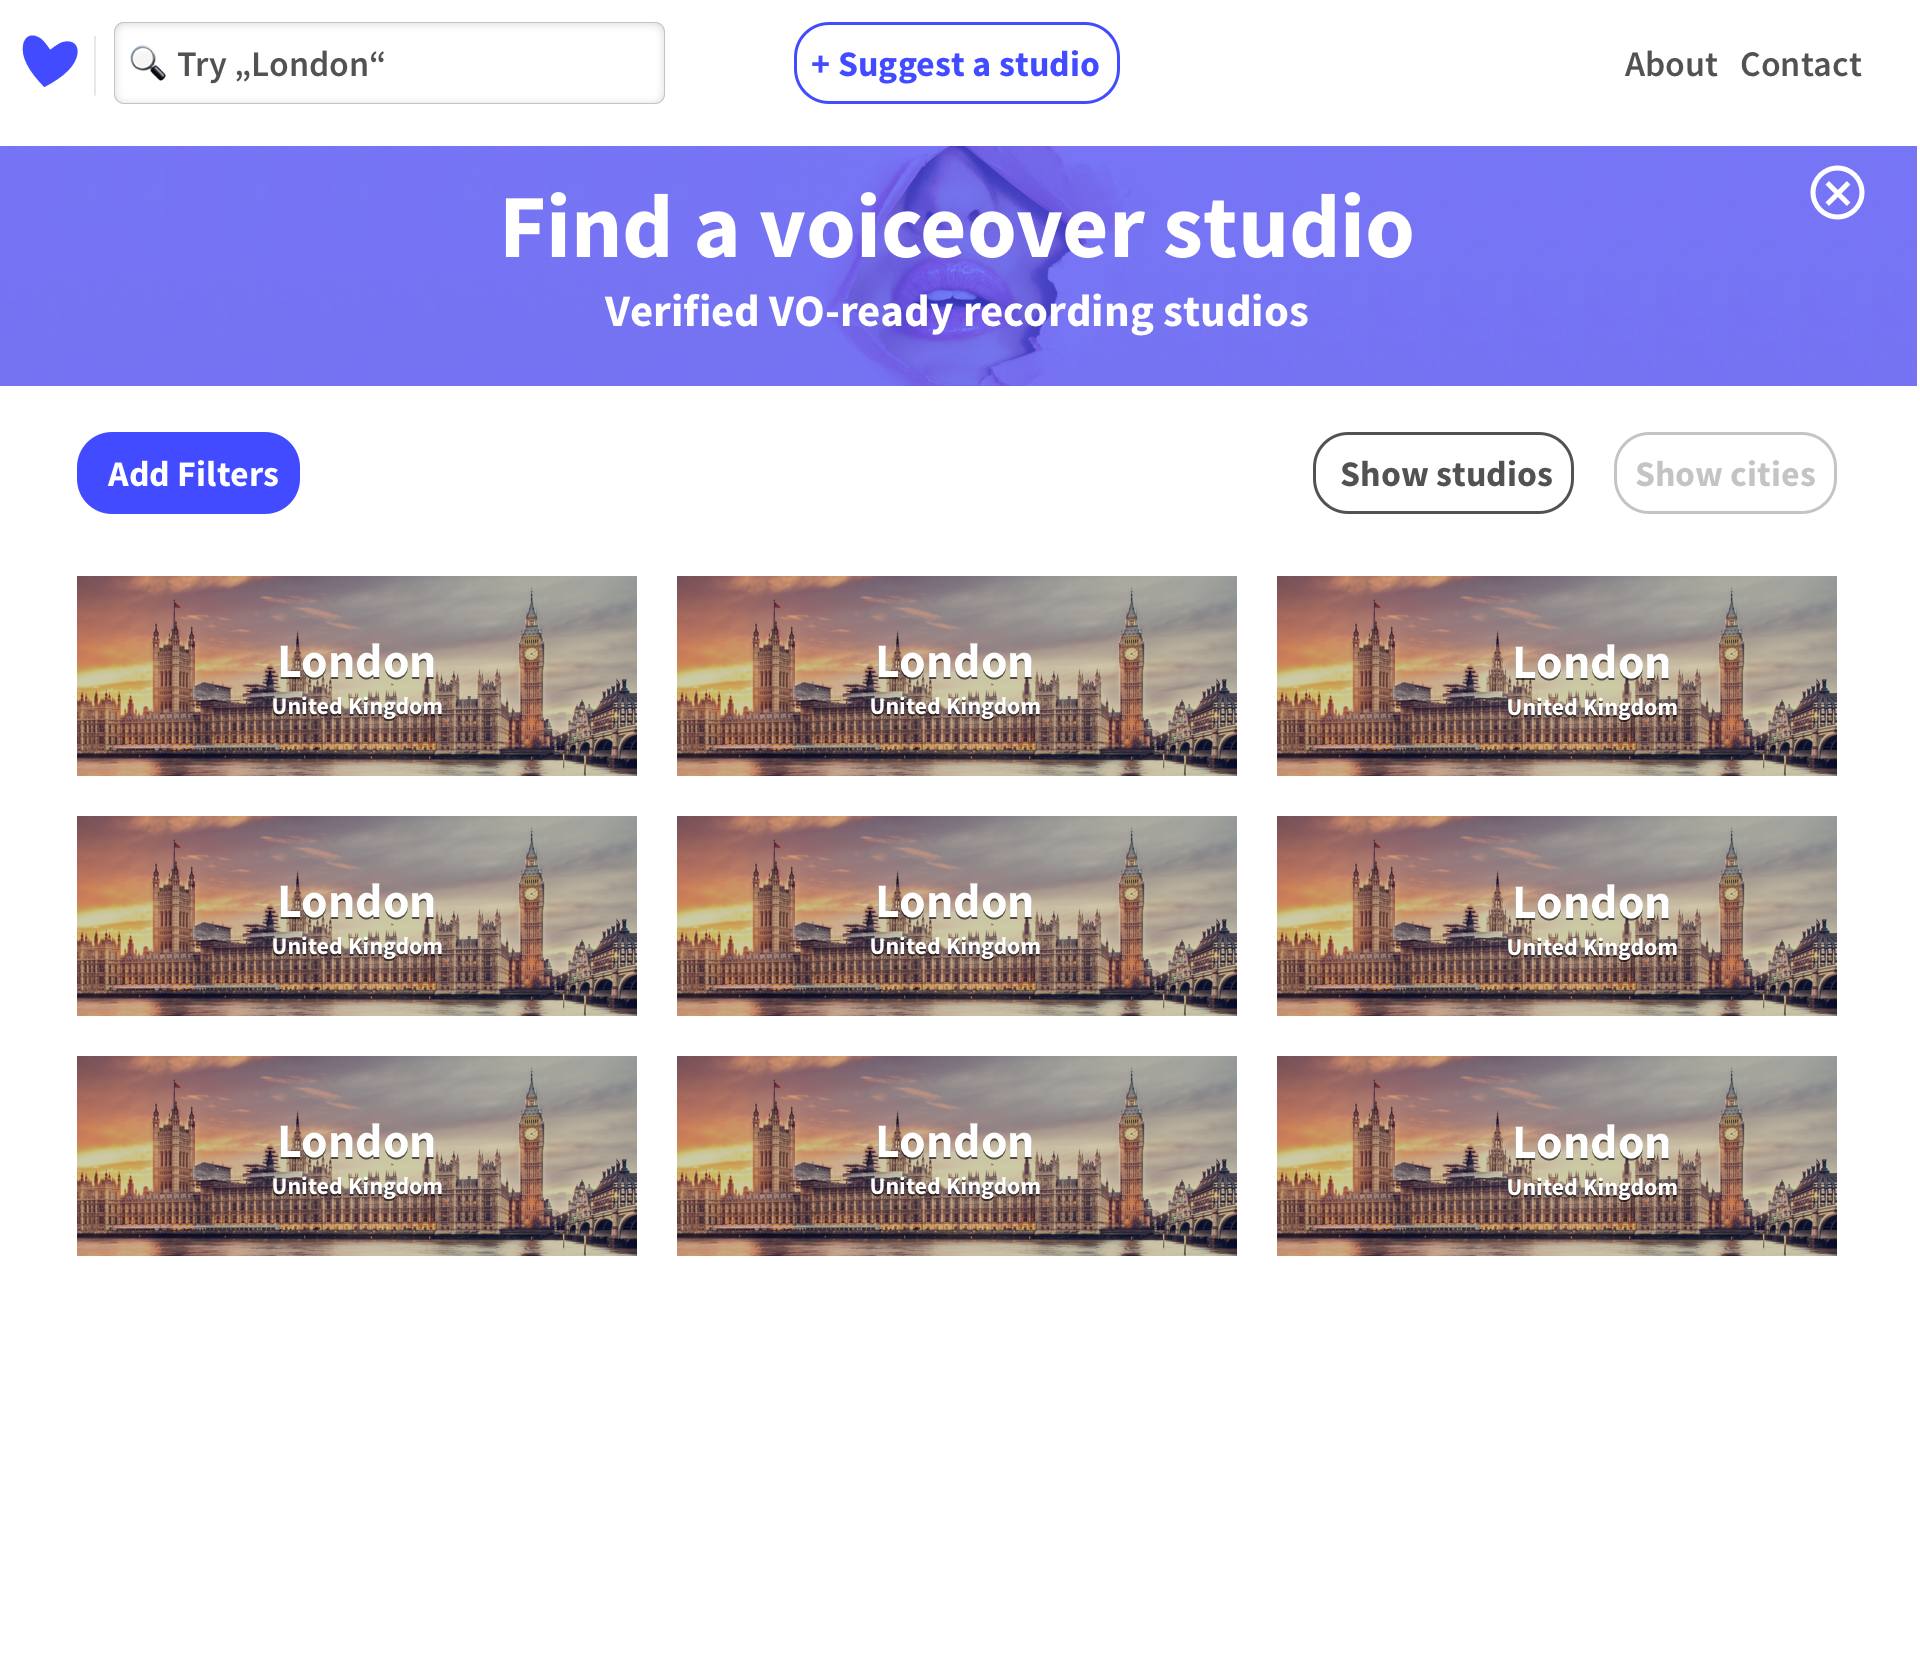 🔍 Try „London“
+ Suggest a studio
About Contact
Find a voiceover studio
Verified VO-ready recording studios
Add Filters
Show studios
Show cities
London
United Kingdom
London
United Kingdom
London
United Kingdom
London
United Kingdom
London
United Kingdom
London
United Kingdom
London
United Kingdom
London
United Kingdom
London
United Kingdom